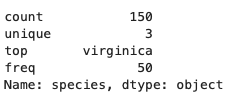 count 150
unique 3
top virginica
freq 50
Name: species, dtype: object